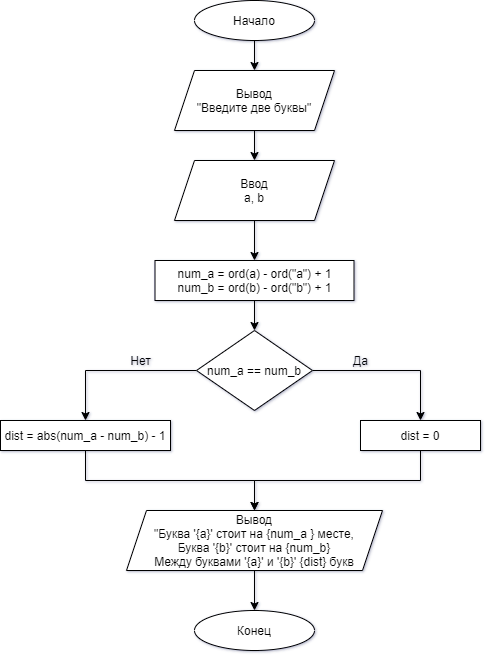 Начало
Вывод
"Введите две буквы"
Ввод
a, b
num_a = ord(a) - ord("a") + 1
num_b = ord(b) - ord("b") + 1
num_a == num_b
Нет
Да
dist = abs(num_a - num_b) - 1
dist = 0
Вывод
"Буква '{a}' стоит на {num_a } месте,
Буква '{b}' стоит на {num_b}
Между буквами '{a}' и '{b}' {dist} букв
Конец